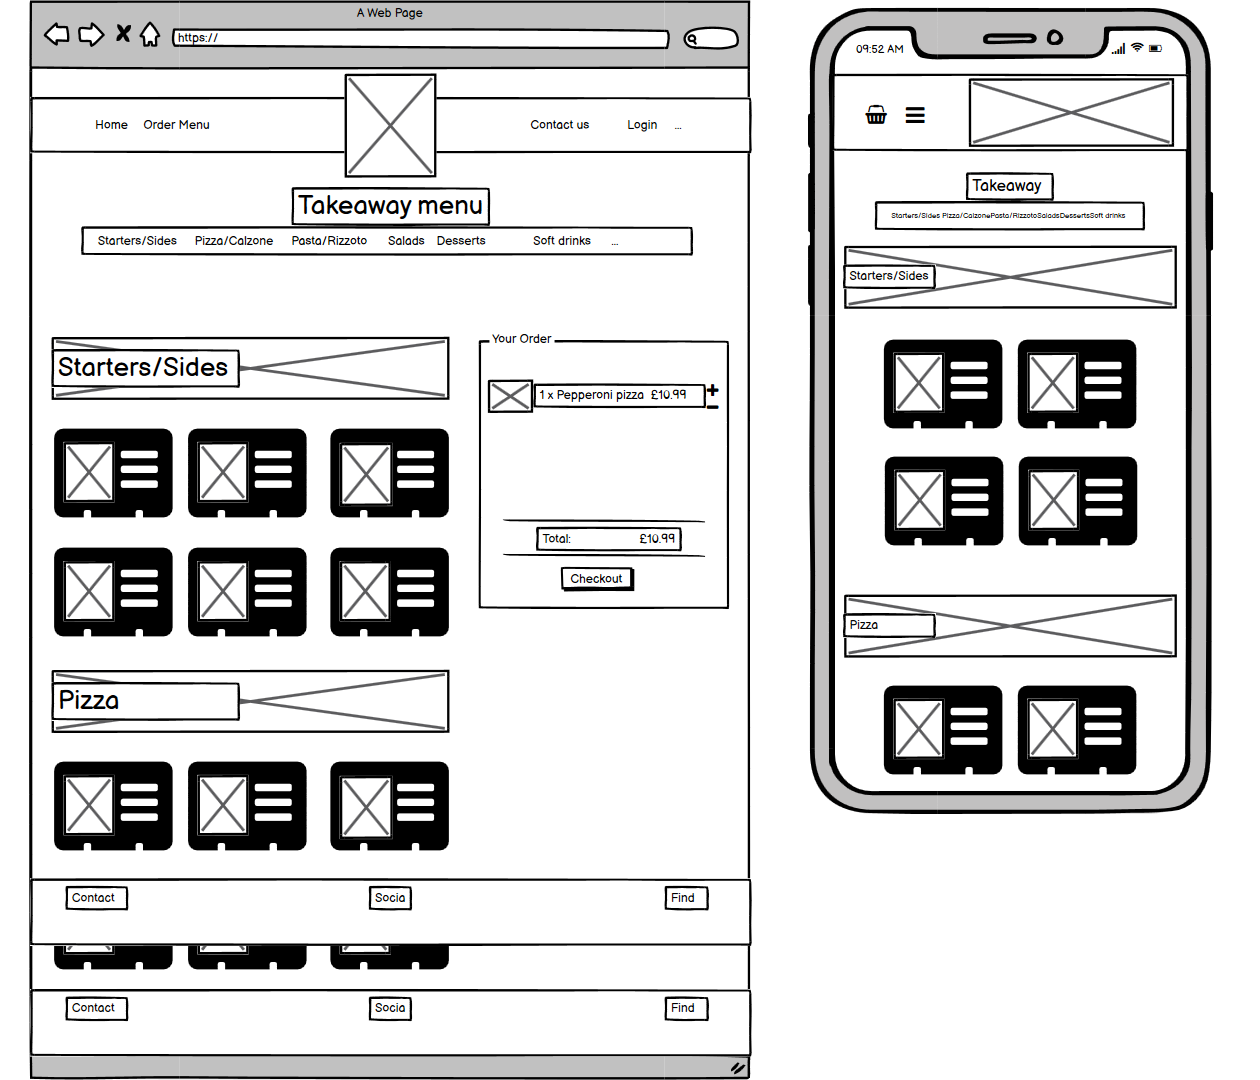 A Web Page
https://
Home Order Menu Contact us Login ...
Takeaway menu
Starters/Sides Pizza/Calzone Pasta/Rizzoto Salads Desserts Soft drinks ...
Starters/Sides
Your Order
1 x Pepperoni pizza £10.99
Total: £10.99
Checkout
Pizza
Contact Socia Find
Contact Socia Find
09:52 AM
Takeaway
Starters/Sides Pizza/CalzonePasta/RizzotoSaladsDessertsSoft drinks
Starters/Sides
Pizza